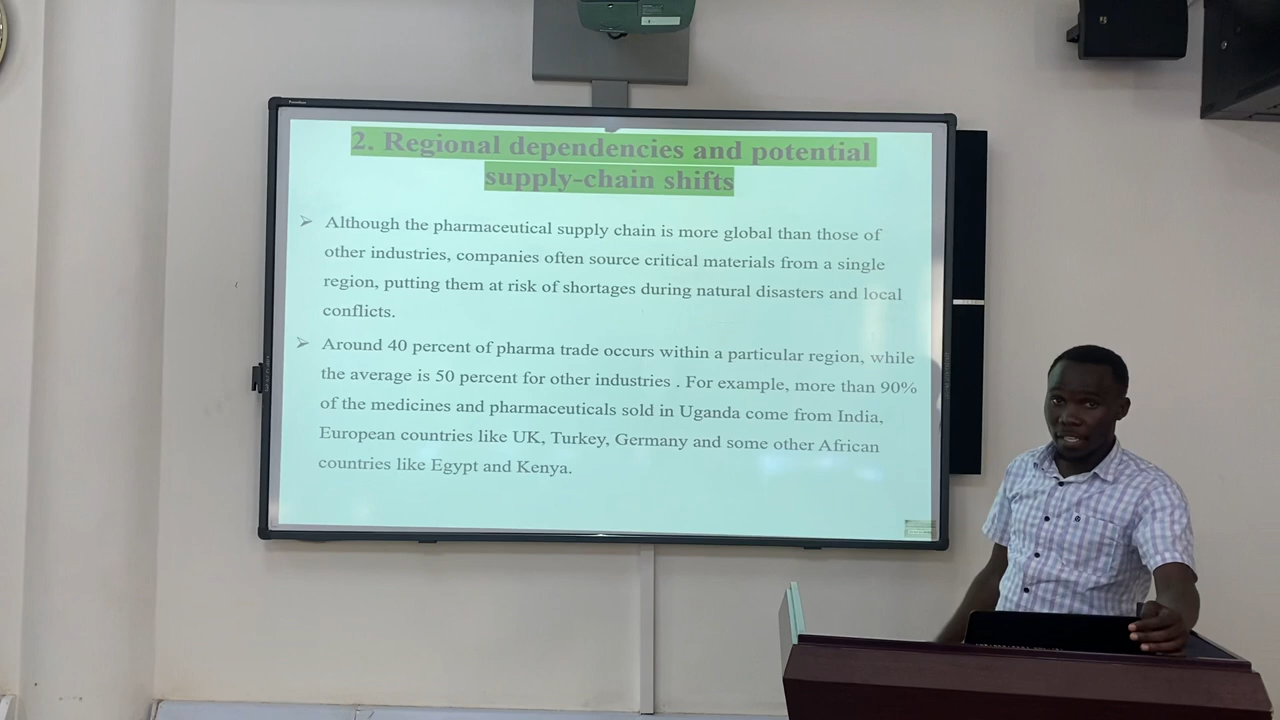 2. Regional dependencies and potential
supply-chain shifts
➢ Although the pharmaceutical supply chain is more global than those of
other industries, companies often source critical materials from a single
region, putting them at risk of shortages during natural disasters and local
conflicts.
➢ Around 40 percent of pharma trade occurs within a particular region, while
the average is 50 percent for other industries . For example, more than 90%
of the medicines and pharmaceuticals sold in Uganda come from India,
European countries like UK, Turkey, Germany and some other African
countries like Egypt and Kenya.